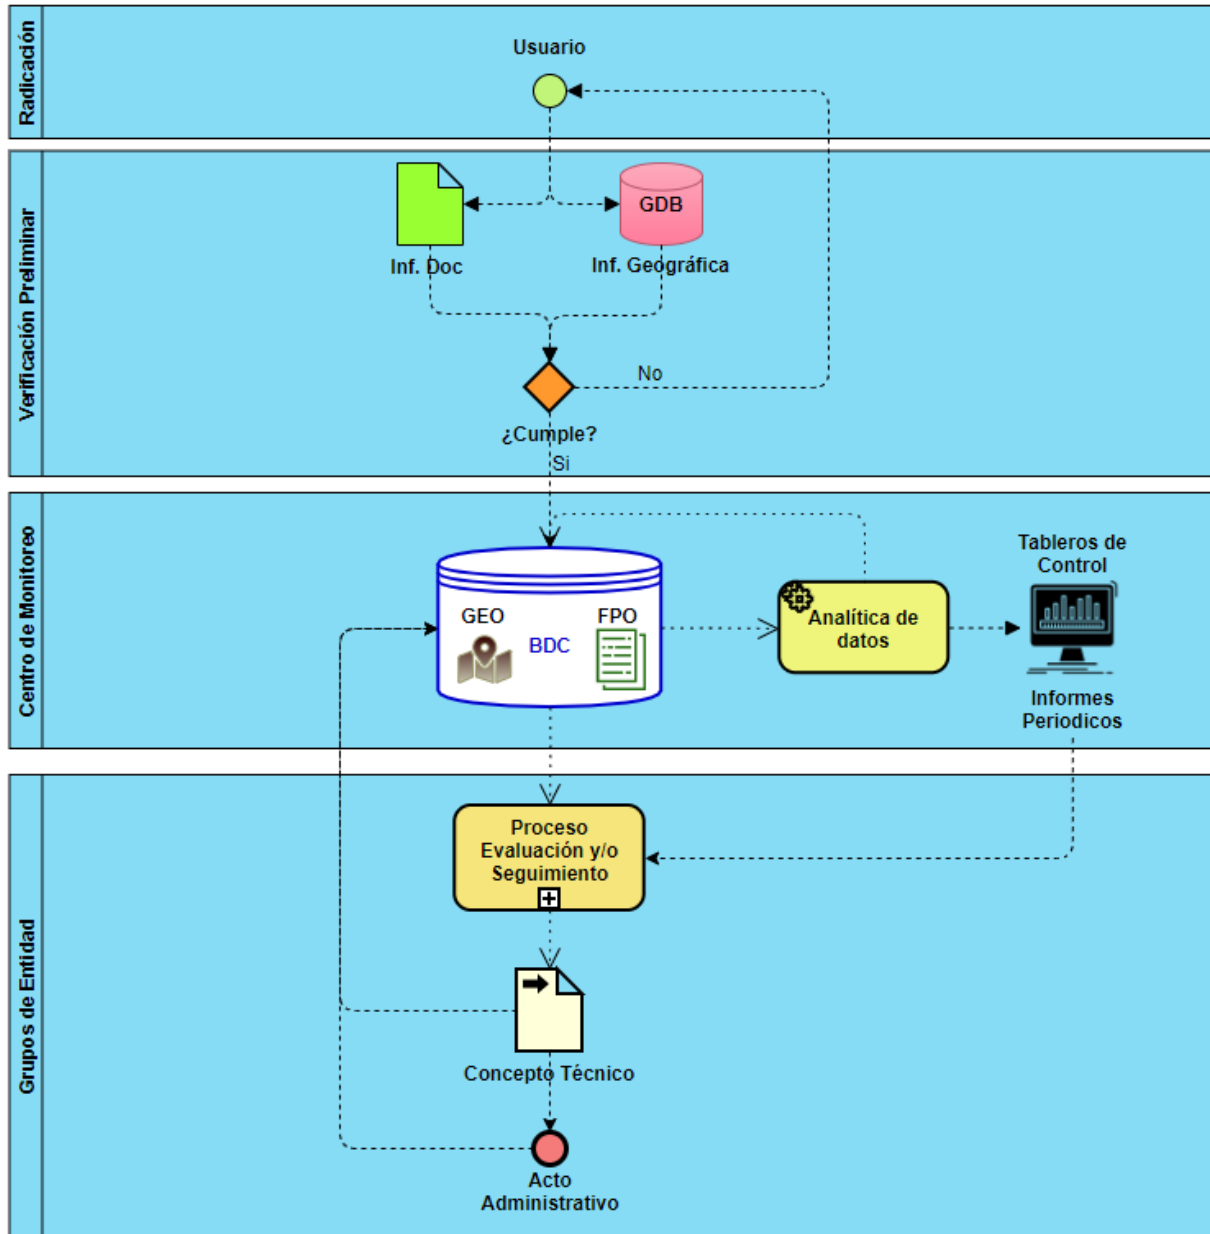 Radicación
Usuario
Verificación Preliminar
GDB
Inf. Doc
Inf. Geográfica
No
¿Cumple?
Si
Centro de Monitoreo
Tableros de
Control
GEO
FPO
BDC
Analítica de
datos
Informes
Periodicos
Grupos de Entidad
Proceso
Evaluación y/o
Seguimiento
Concepto Técnico
Acto
Administrativo